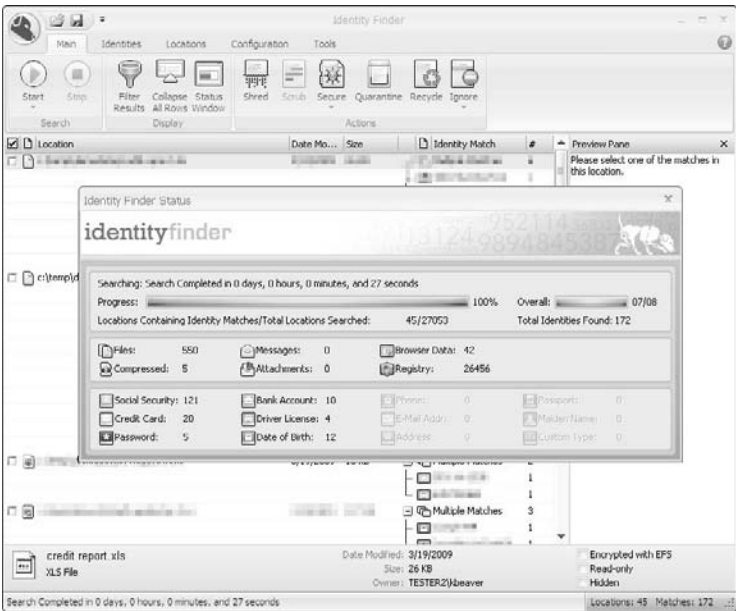 Identity Finder
Main Identities Locations Configuration Tools
Start Stop Filter Results Collapse All Rows Status Window Shred Scrub Secure Quarantine Recycle Ignore
Search Display Actions
Location Date Mo... Size Identity Match # Preview Pane
Please select one of the matches in
this location.
Identity Finder Status
identityfinder
c:\temp\d
Searching: Search Completed in 0 days, 0 hours, 0 minutes, and 27 seconds
Progress: 100% Overall: 07/08
Locations Containing Identity Matches/Total Locations Searched: 45/27053 Total Identities Found: 172
Files: 550 Messages: 0 Browser Data: 42
Compressed: 5 Attachments: 0 Registry: 26456
Social Security: 121 Bank Account: 10 Phone: 0 Passport: 0
Credit Card: 20 Driver License: 4 E-Mail Addr: 0 Maiden Name: 0
Password: 5 Date of Birth: 12 Address: 0 Custom Type: 0
Multiple Matches 2
1
1
Multiple Matches 3
1
1
credit report.xls Date Modified: 3/19/2009 Encrypted with EFS
XLS File Size: 26 KB Read-only
Owner: TESTER2\kbeaver Hidden
Search Completed in 0 days, 0 hours, 0 minutes, and 27 seconds Locations: 45 Matches: 172